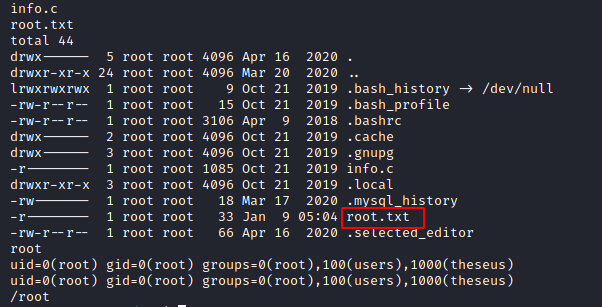 info.c
root.txt
total 44
drwx------ 5 root root 4096 Apr 16 2020 .
drwxr-xr-x 24 root root 4096 Mar 20 2020 ..
lrwxrwxrwx 1 root root 9 Oct 21 2019 .bash_history -> /dev/null
-rw-r--r-- 1 root root 15 Oct 21 2019 .bash_profile
-rw-r--r-- 1 root root 3106 Apr 9 2018 .bashrc
drwx------ 2 root root 4096 Oct 21 2019 .cache
drwx------ 3 root root 4096 Oct 21 2019 .gnupg
-r-------- 1 root root 1085 Oct 21 2019 info.c
drwxr-xr-x 3 root root 4096 Oct 21 2019 .local
-rw------- 1 root root 18 Mar 17 2020 .mysql_history
-r-------- 1 root root 33 Jan 9 05:04 root.txt
-rw-r--r-- 1 root root 66 Apr 16 2020 .selected_editor
root
uid=0(root) gid=0(root) groups=0(root),100(users),1000(theseus)
uid=0(root) gid=0(root) groups=0(root),100(users),1000(theseus)
/root